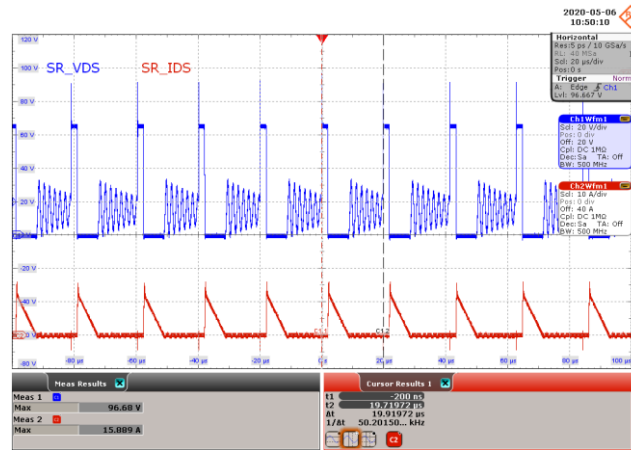 2020-05-06
10:50:10
Horizontal
Res:5 ps / 10 GSa/s
RL: 40 MSa
Scl: 20 µs/div
Pos:0 s
Trigger Norm
A: Edge Ch1
Lvl: 96.667 V
120 V
SR_VDS SR_IDS
100 V
80 V
60 V
40 V
20 V
-20 V
-40 V
-60 V
-80 V
Ch1Wfm1
Scl: 20 V/div
Pos: 0 div
Off: 20 V
Cpl: DC 1MΩ
Dec: Sa TA: Off
BW: 500 MHz
Ch2Wfm1
Scl: 10 A/div
Pos: 0 div
Off: 40 A
Cpl: DC 1MΩ
Dec: Sa TA: Off
BW: 500 MHz
C1.1 C1.2
-80 µs -60 µs -40 µs -20 µs 0 s 20 µs 40 µs 60 µs 80 µs 100
Meas Results
Meas 1
Max 96.68 V
Meas 2
Max 15.889 A
Cursor Results 1
t1 -200 ns
t2 19.71972 µs
Δt 19.91972 µs
1/Δt 50.20150... kHz
C2